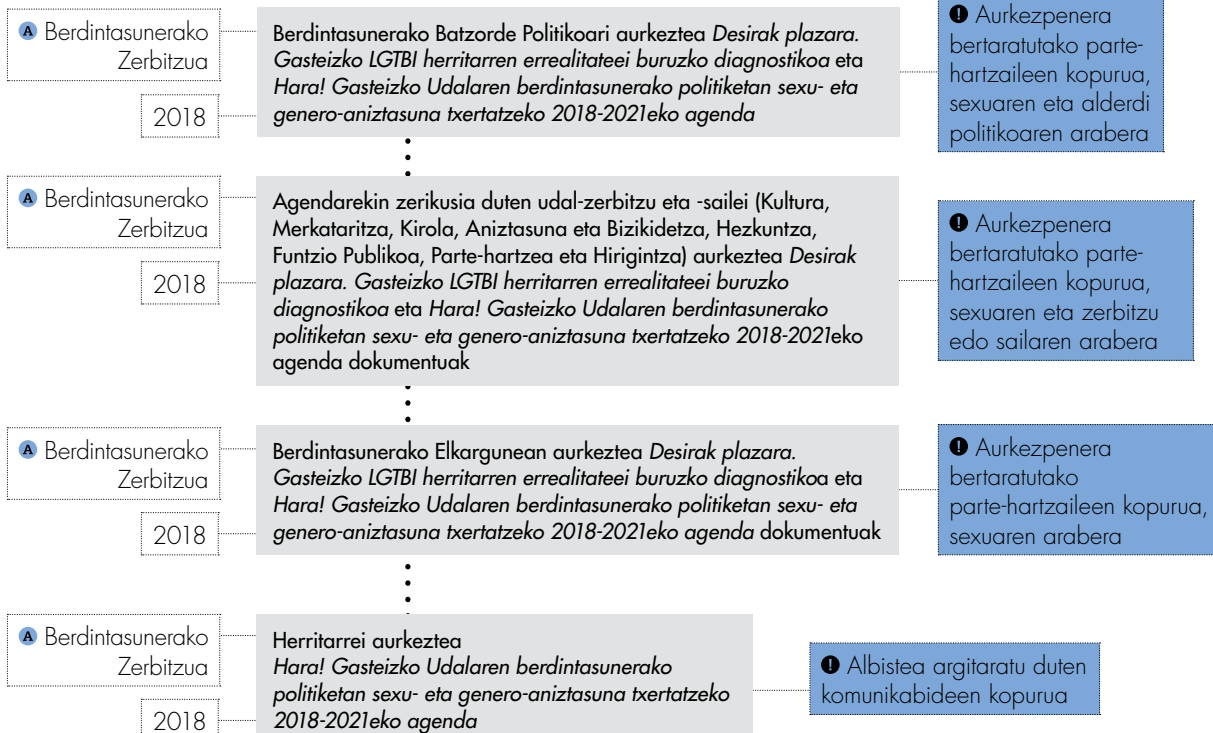 A Berdintasunerako
Zerbitzua
2018
Berdintasunerako Batzorde Politikoari aurkeztea Desirak plazara.
Gasteizko LGTBI herritarren errealitateei buruzko diagnostikoa eta
Hara! Gasteizko Udalaren berdintasunerako politiketan sexu- eta
genero-aniztasuna txertatzeko 2018-2021eko agenda
! Aurkezpenera
bertaratutako parte-
hartzaileen kopurua,
sexuaren eta alderdi
politikoaren arabera
A Berdintasunerako
Zerbitzua
2018
Agendarekin zerikusia duten udal-zerbitzu eta -sailei (Kultura,
Merkataritza, Kirola, Aniztasuna eta Bizikidetza, Hezkuntza,
Funtzio Publikoa, Parte-hartzea eta Hirigintza) aurkeztea Desirak
plazara. Gasteizko LGTBI herritarren errealitateei buruzko
diagnostikoa eta Hara! Gasteizko Udalaren berdintasunerako
politiketan sexu- eta genero-aniztasuna txertatzeko 2018-2021eko
agenda dokumentuak
! Aurkezpenera
bertaratutako parte-
hartzaileen kopurua,
sexuaren eta zerbitzu
edo sailaren arabera
A Berdintasunerako
Zerbitzua
2018
Berdintasunerako Elkargunean aurkeztea Desirak plazara.
Gasteizko LGTBI herritarren errealitateei buruzko diagnostikoa eta
Hara! Gasteizko Udalaren berdintasunerako politiketan sexu- eta
genero-aniztasuna txertatzeko 2018-2021eko agenda dokumentuak
! Aurkezpenera
bertaratutako
parte-hartzaileen kopurua,
sexuaren arabera
A Berdintasunerako
Zerbitzua
2018
Herritarrei aurkeztea
Hara! Gasteizko Udalaren berdintasunerako
politiketan sexu- eta genero-aniztasuna txertatzeko
2018-2021eko agenda
! Albistea argitaratu duten
komunikabideen kopurua